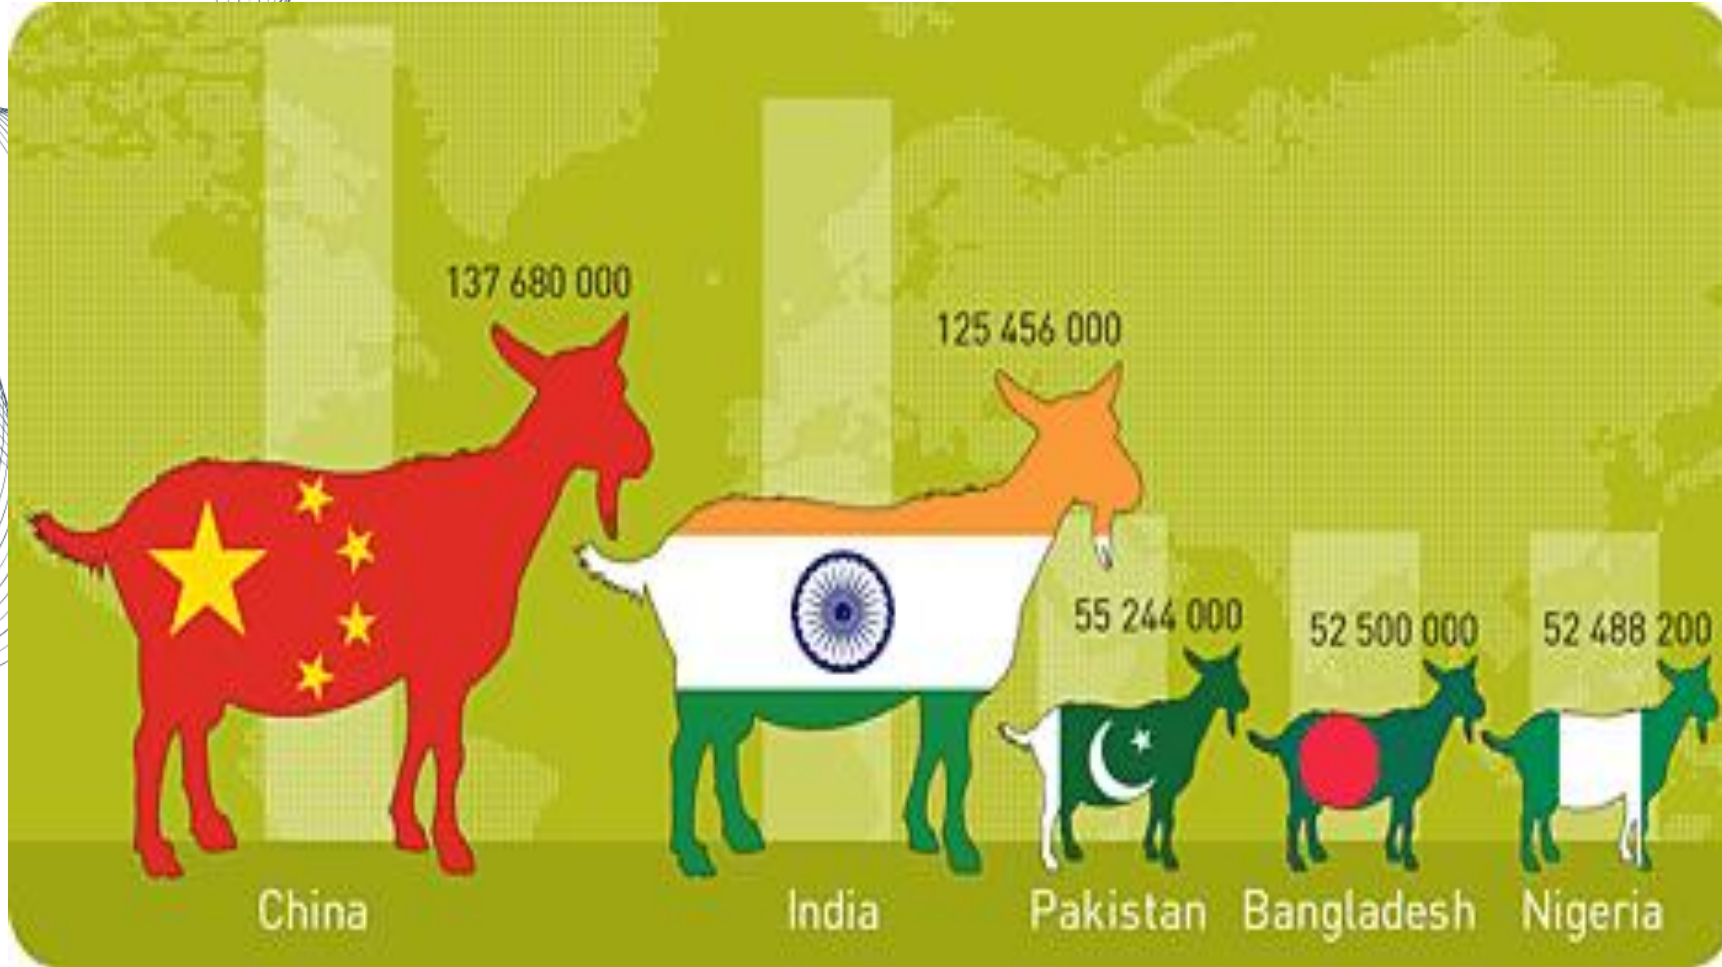 137 680 000
125 456 000
55 244 000
52 500 000
52 488 200
China
India
Pakistan
Bangladesh
Nigeria